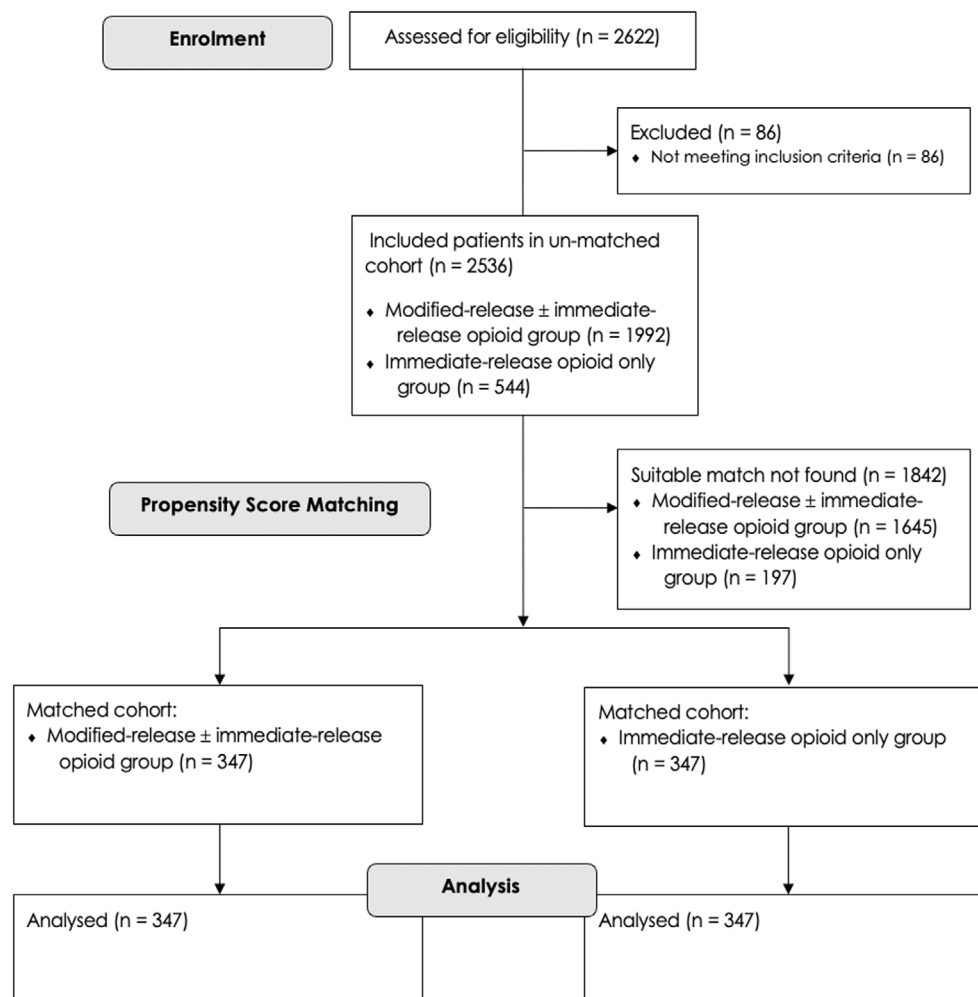 Enrolment
Assessed for eligibility (n = 2622)
Excluded (n = 86)
♦ Not meeting inclusion criteria (n = 86)
Included patients in un-matched
cohort (n = 2536)
♦ Modified-release ± immediate-
release opioid group (n = 1992)
♦ Immediate-release opioid only
group (n = 544)
Propensity Score Matching
Suitable match not found (n = 1842)
♦ Modified-release ± immediate-
release opioid group (n = 1645)
♦ Immediate-release opioid only
group (n = 197)
Matched cohort:
♦ Modified-release ± immediate-release
opioid group (n = 347)
Matched cohort:
♦ Immediate-release opioid only group
(n = 347)
Analysis
Analysed (n = 347)
Analysed (n = 347)